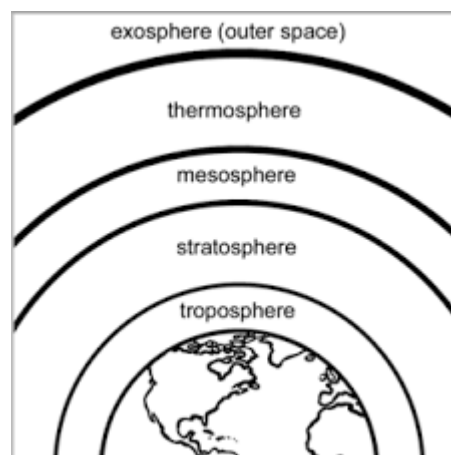 exosphere (outer space)
thermosphere
mesosphere
stratosphere
troposphere